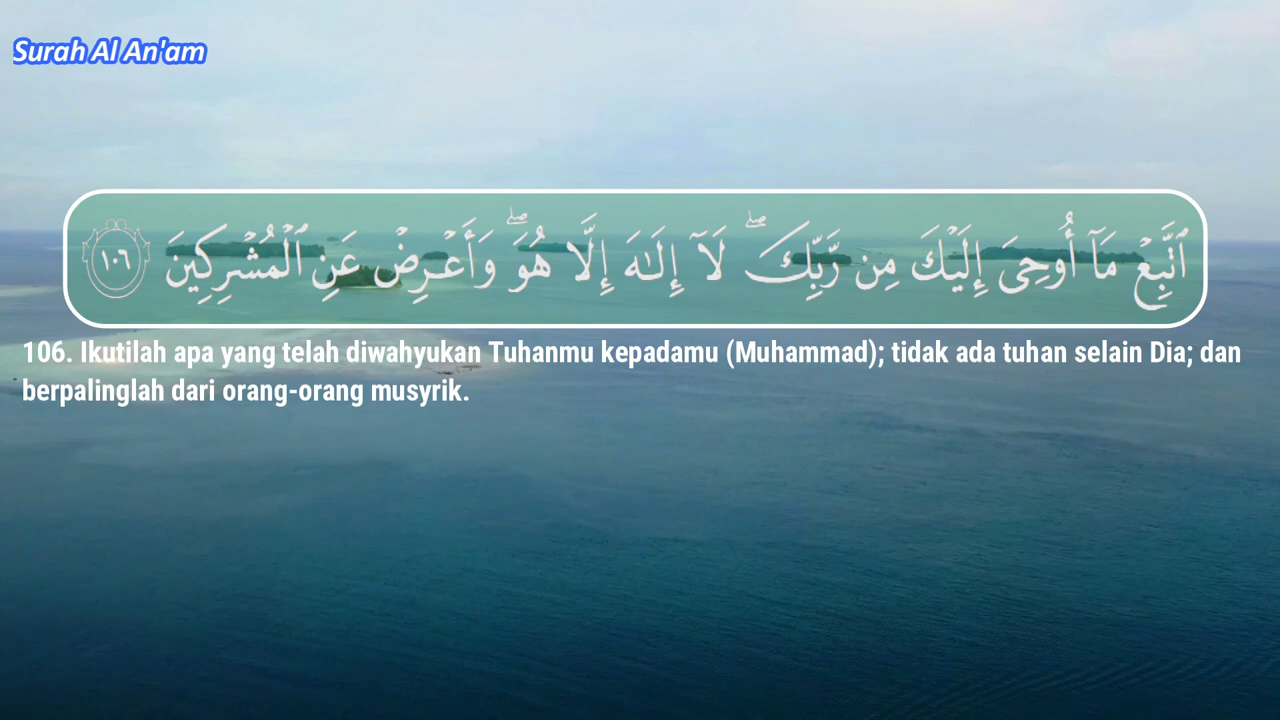 Surah Al An'am
ٱتَّبِعۡ مَآ أُوحِيَ إِلَيۡكَ مِن رَّبِّكَۖ لَآ إِلَٰهَ إِلَّا هُوَۖ وَأَعۡرِضۡ عَنِ ٱلۡمُشۡرِكِينَ ١٠٦
106. Ikutilah apa yang telah diwahyukan Tuhanmu kepadamu (Muhammad); tidak ada tuhan selain Dia; dan
berpalinglah dari orang-orang musyrik.